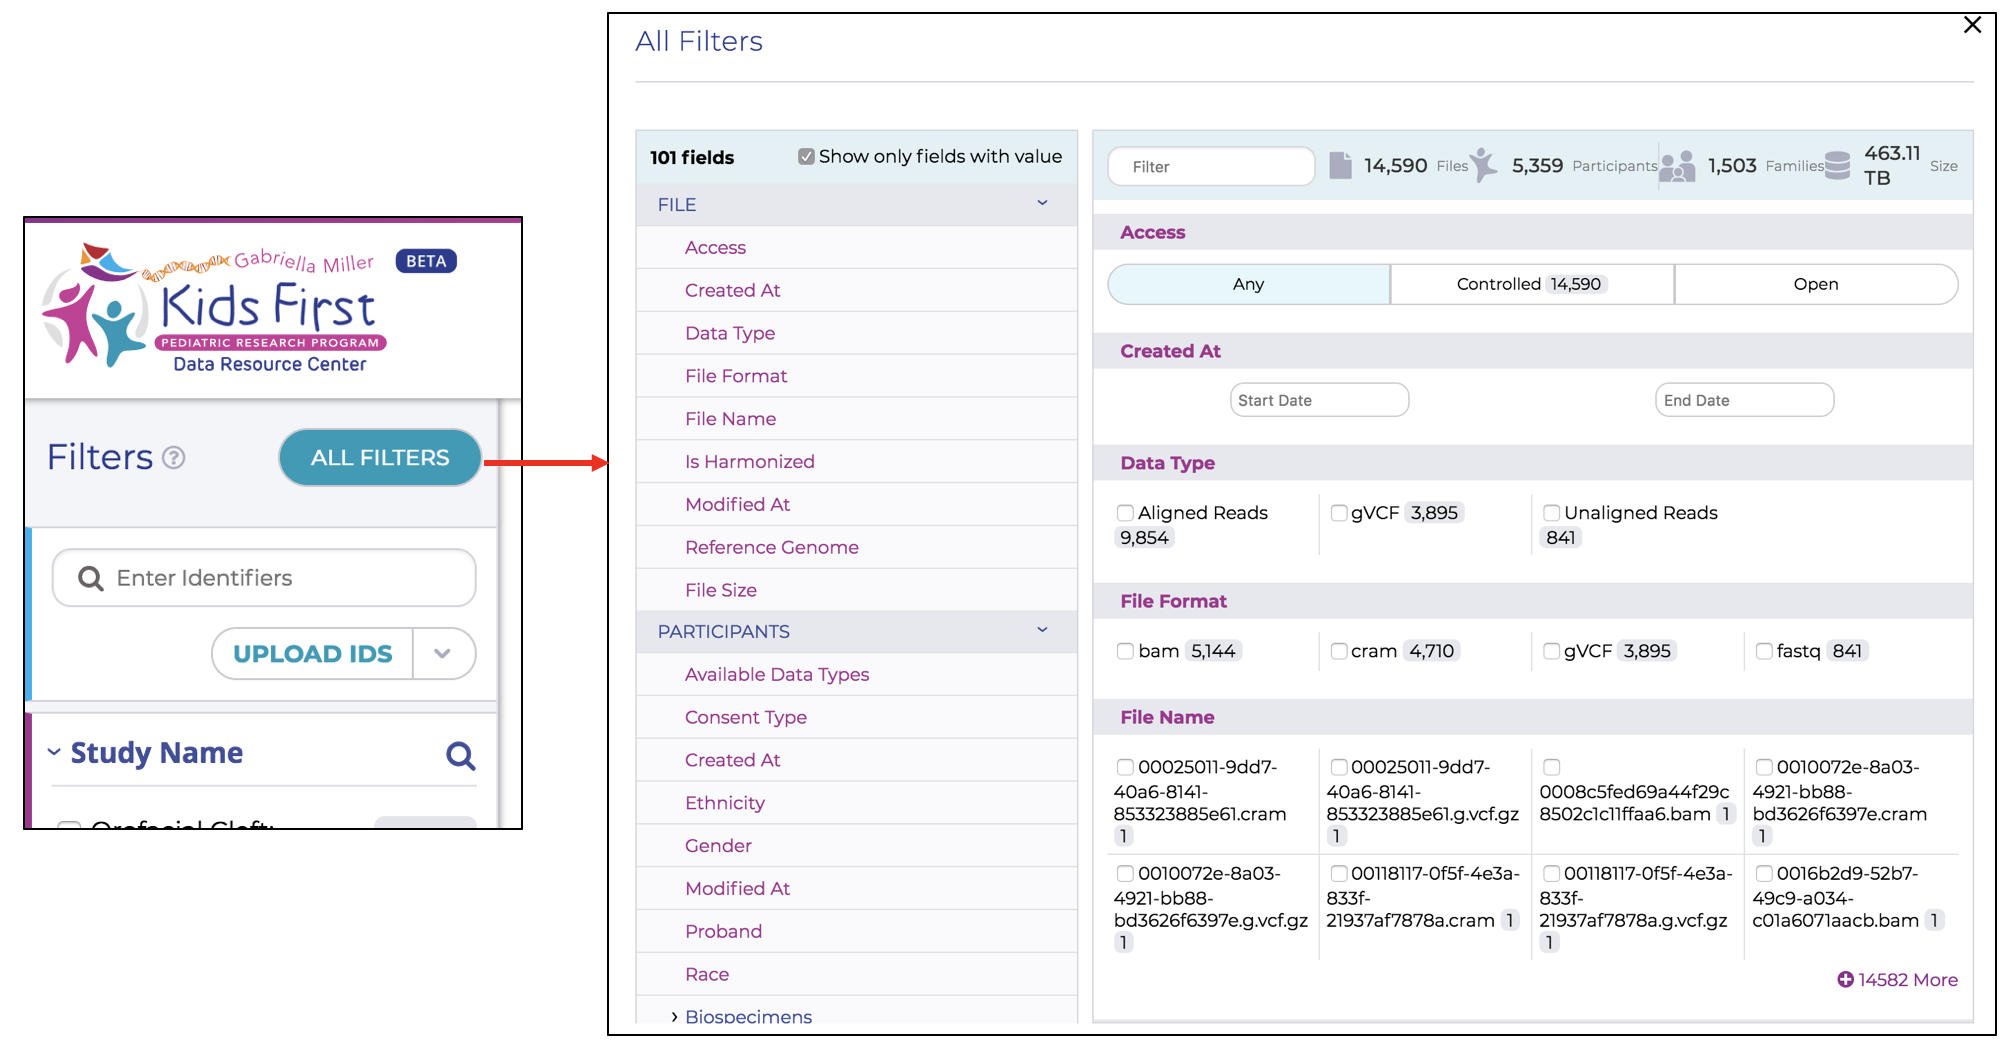 Gabriella Miller
BETA
Kids First
PEDIATRIC RESEARCH PROGRAM
Data Resource Center
Filters ?
ALL FILTERS
Enter Identifiers
UPLOAD IDS
Study Name
All Filters
101 fields
Show only fields with value
FILE
Access
Created At
Data Type
File Format
File Name
Is Harmonized
Modified At
Reference Genome
File Size
PARTICIPANTS
Available Data Types
Consent Type
Created At
Ethnicity
Gender
Modified At
Proband
Race
Biospecimens
Filter
14,590 Files
5,359 Participants
1,503 Families
463.11
TB Size
Access
Any
Controlled 14,590
Open
Created At
Start Date
End Date
Data Type
Aligned Reads
9,854
gVCF 3,895
Unaligned Reads
841
File Format
bam 5,144
cram 4,710
gVCF 3,895
fastq 841
File Name
00025011-9dd7-
40a6-8141-
853323885e61.cram
1
00025011-9dd7-
40a6-8141-
853323885e61.g.vcf.gz
1
0008c5fed69a44f29c
8502c1c11ffaa6.bam 1
0010072e-8a03-
4921-bb88-
bd3626f6397e.cram
1
0010072e-8a03-
4921-bb88-
bd3626f6397e.g.vcf.gz
1
00118117-0f5f-4e3a-
833f-
21937af7878a.cram 1
00118117-0f5f-4e3a-
833f-
21937af7878a.g.vcf.gz
1
0016b2d9-52b7-
49c9-a034-
c01a6071aacb.bam 1
14582 More